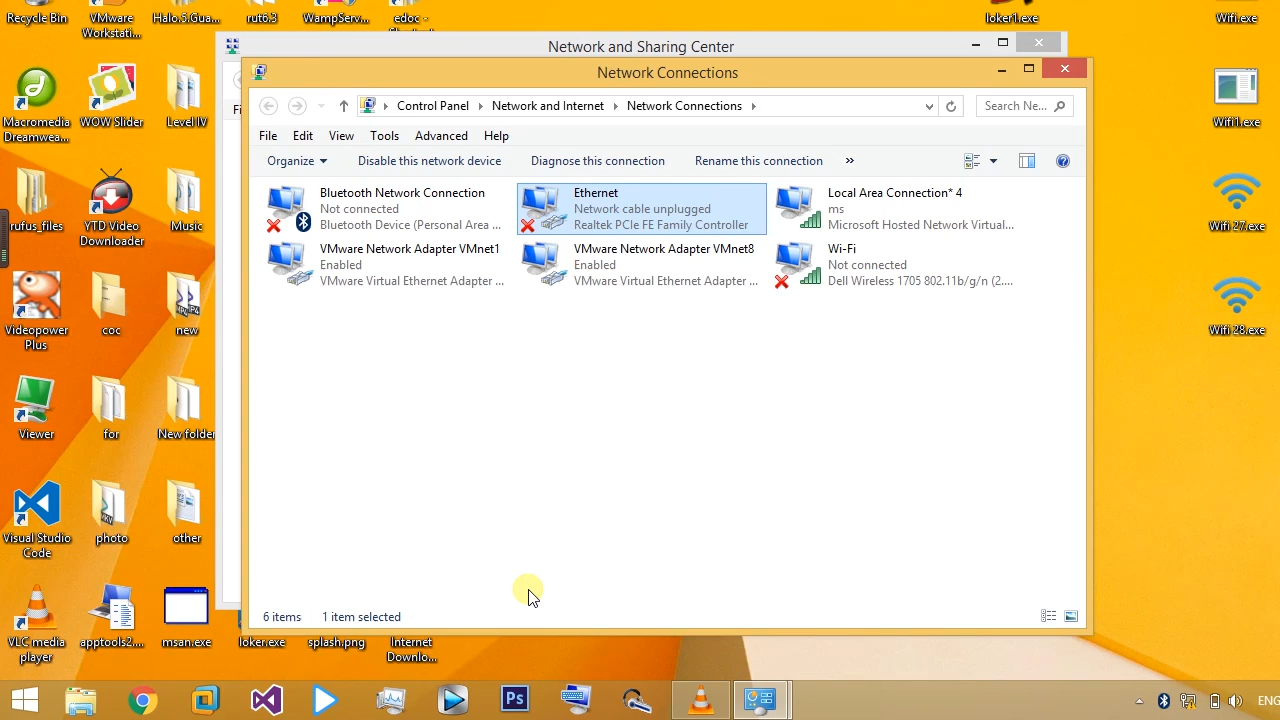 Recycle Bin
VMware
Workstati...
Halo.5.Gua...
rut6.3
WampServ...
edoc -
loker1.exe
Wifi.exe
Network and Sharing Center
Network Connections
Fi
Control Panel
Network and Internet
Network Connections
Search Ne...
File
Edit
View
Tools
Advanced
Help
Organize
Disable this network device
Diagnose this connection
Rename this connection
»
Bluetooth Network Connection
Not connected
Bluetooth Device (Personal Area ...
Ethernet
Network cable unplugged
Realtek PCIe FE Family Controller
Local Area Connection* 4
ms
Microsoft Hosted Network Virtual...
VMware Network Adapter VMnet1
Enabled
VMware Virtual Ethernet Adapter ...
VMware Network Adapter VMnet8
Enabled
VMware Virtual Ethernet Adapter ...
Wi-Fi
Not connected
Dell Wireless 1705 802.11b/g/n (2....
6 items
1 item selected
Macromedia
Dreamwea...
WOW Slider
Level IV
Wifi1.exe
rufus_files
YTD Video
Downloader
Music
Wifi 27.exe
Videopower
Plus
coc
new
Wifi 28.exe
Viewer
for
New folder
Visual Studio
Code
photo
other
VLC media
player
apptools2....
msan.exe
loker.exe
splash.png
Internet
Downlo...
Ps
ENG